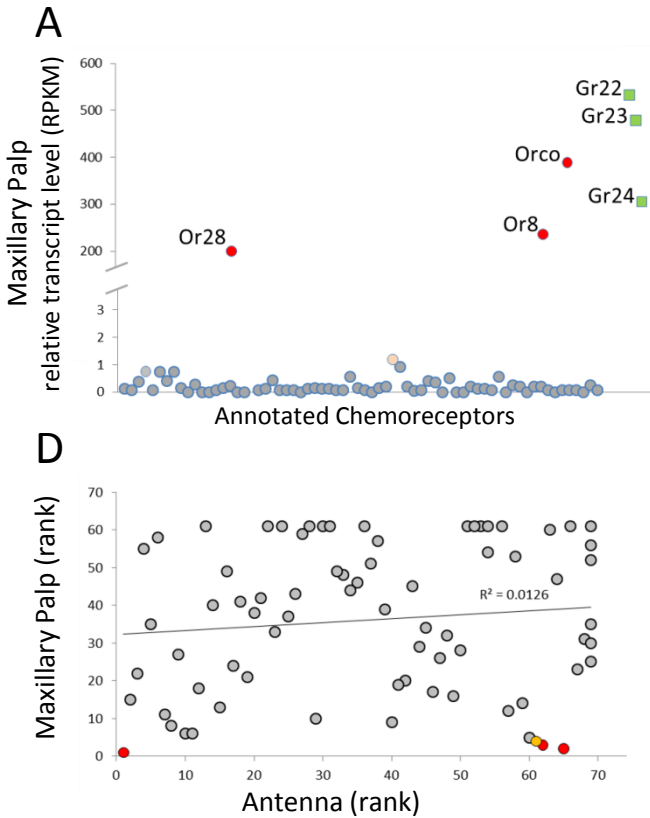 A
Maxillary Palp
relative transcript level (RPKM)
600
500
400
300
200
3
2
1
0
Gr22
Gr23
Orco
Gr24
Or8
Or28
Annotated Chemoreceptors
D
Maxillary Palp (rank)
70
60
50
40
30
20
10
0
R² = 0.0126
0 10 20 30 40 50 60 70
Antenna (rank)